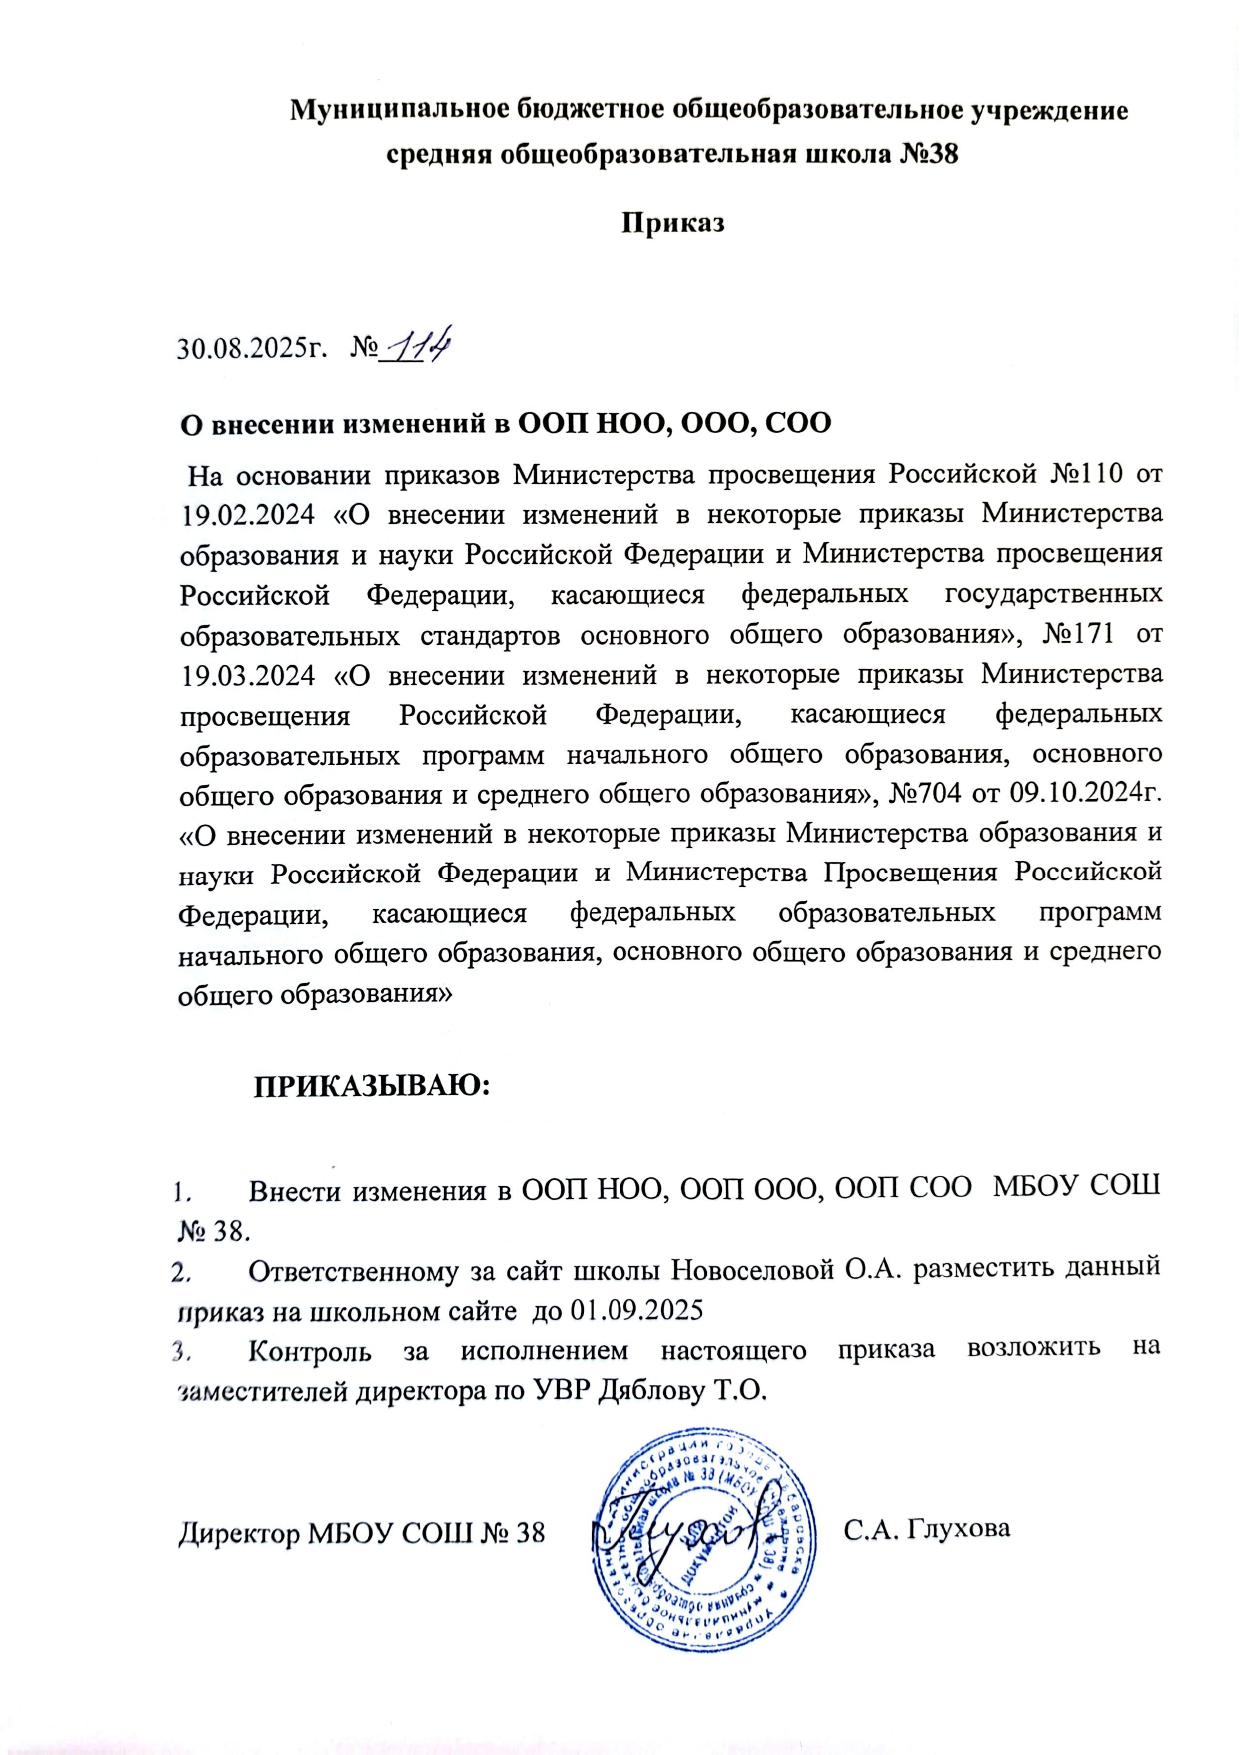 Муниципальное бюджетное общеобразовательное учреждение
средняя общеобразовательная школа №38
Приказ
30.08.2025г. № 114
О внесении изменений в ООП НОО, ООО, СОО
На основании приказов Министерства просвещения Российской №110 от
19.02.2024 «О внесении изменений в некоторые приказы Министерства
образования и науки Российской Федерации и Министерства просвещения
Российской Федерации, касающиеся федеральных государственных
образовательных стандартов основного общего образования», №171 от
19.03.2024 «О внесении изменений в некоторые приказы Министерства
просвещения Российской Федерации, касающиеся федеральных
образовательных программ начального общего образования, основного
общего образования и среднего общего образования», №704 от 09.10.2024г.
«О внесении изменений в некоторые приказы Министерства образования и
науки Российской Федерации и Министерства Просвещения Российской
Федерации, касающиеся федеральных образовательных программ
начального общего образования, основного общего образования и среднего
общего образования»
ПРИКАЗЫВАЮ:
1. Внести изменения в ООП НОО, ООП ООО, ООП СОО МБОУ СОШ
№ 38.
2. Ответственному за сайт школы Новоселовой О.А. разместить данный
приказ на школьном сайте до 01.09.2025
3. Контроль за исполнением настоящего приказа возложить на
заместителей директора по УВР Дяблову Т.О.
Директор МБОУ СОШ № 38 С.А. Глухова
Для
документов